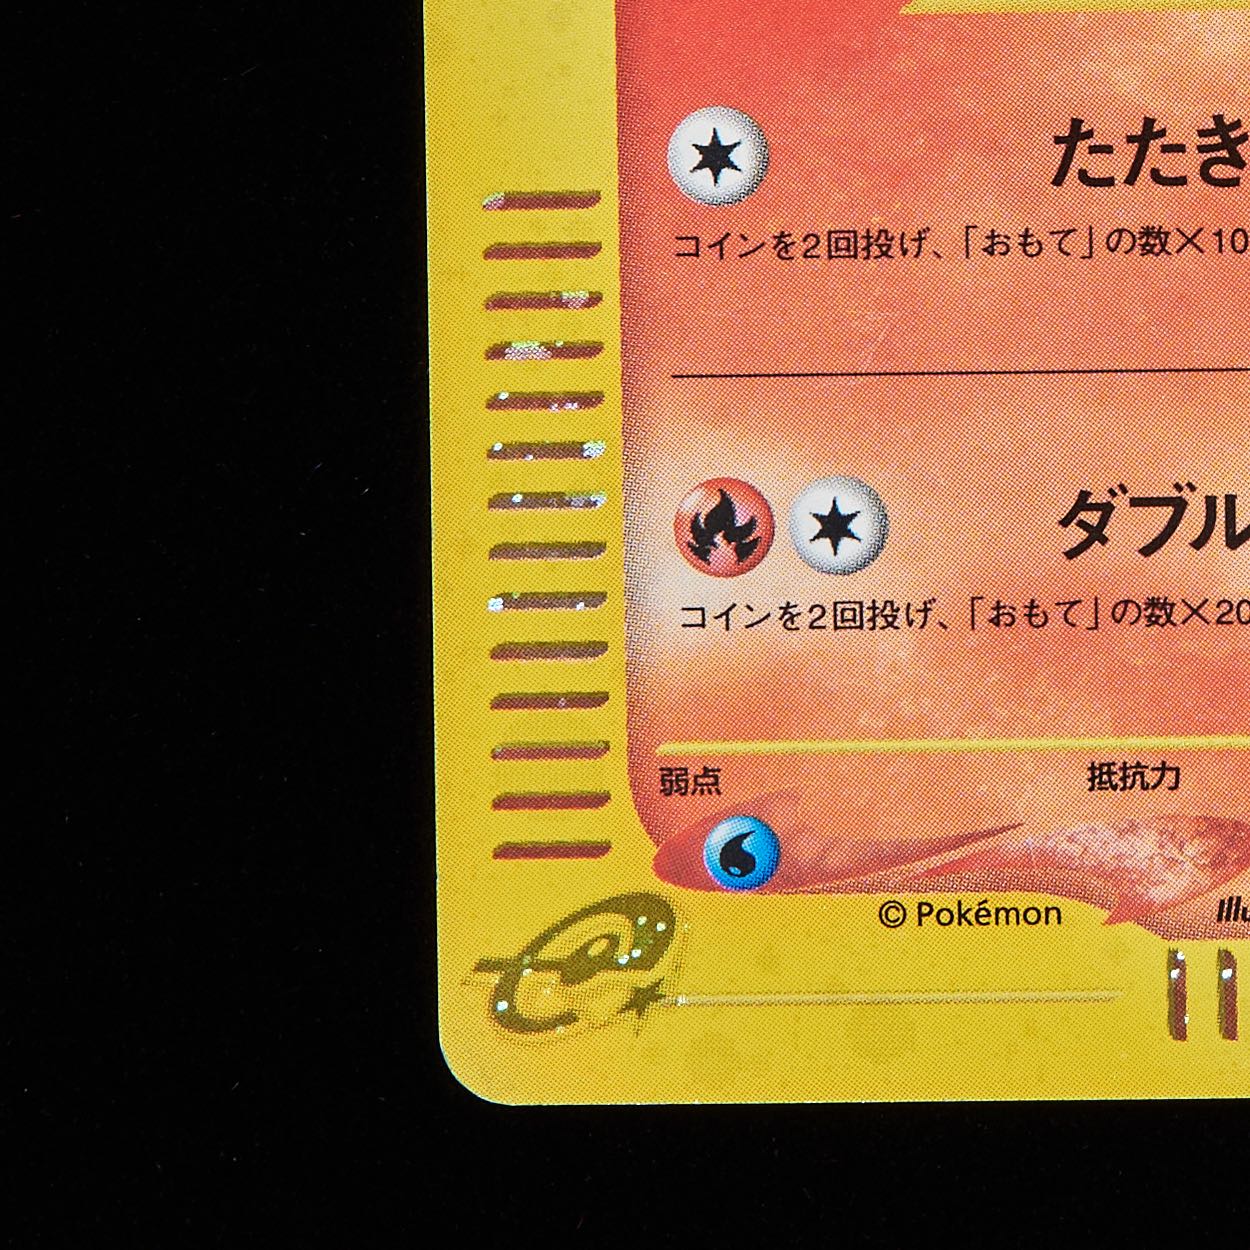 たたき
コインを2回投げ、「おもて」の数×10
ダブル
コインを2回投げ、「おもて」の数×20
弱点 抵抗力
© Pokémon Illu
e